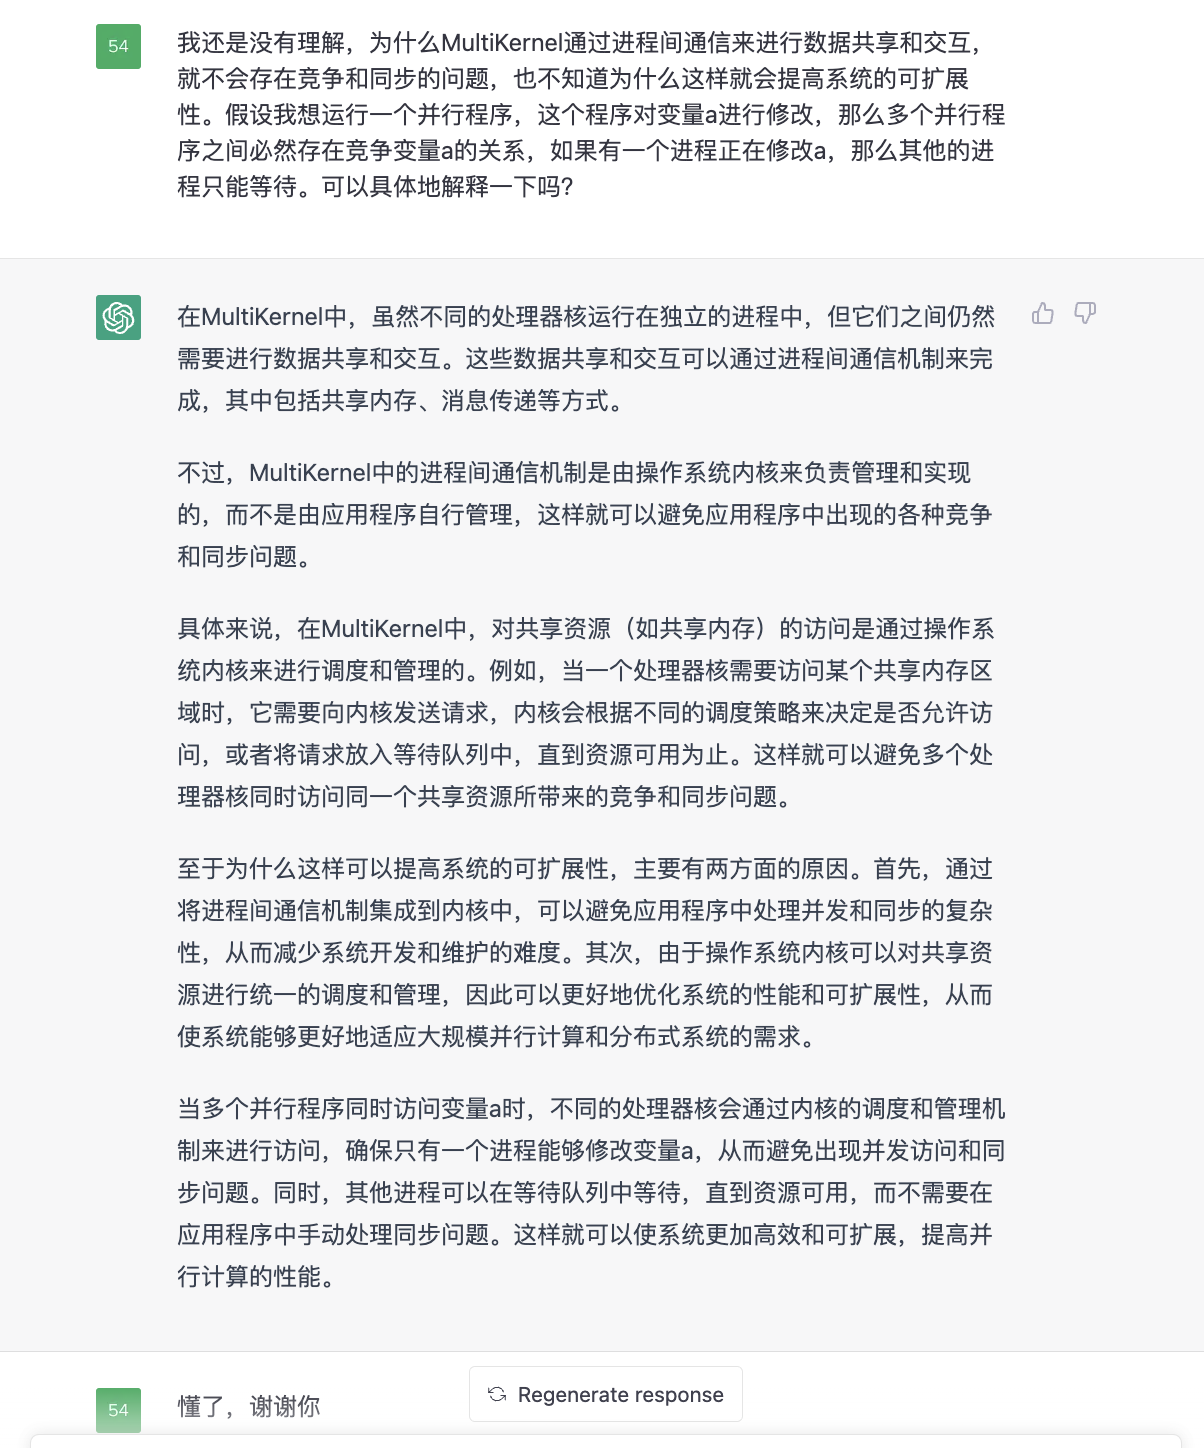 54
我还是没有理解，为什么MultiKernel通过进程间通信来进行数据共享和交互，
就不会存在竞争和同步的问题，也不知道为什么这样就会提高系统的可扩展
性。假设我想运行一个并行程序，这个程序对变量a进行修改，那么多个并行程
序之间必然存在竞争变量a的关系，如果有一个进程正在修改a，那么其他的进
程只能等待。可以具体地解释一下吗？
在MultiKernel中，虽然不同的处理器核运行在独立的进程中，但它们之间仍然
需要进行数据共享和交互。这些数据共享和交互可以通过进程间通信机制来完
成，其中包括共享内存、消息传递等方式。
不过，MultiKernel中的进程间通信机制是由操作系统内核来负责管理和实现
的，而不是由应用程序自行管理，这样就可以避免应用程序中出现的各种竞争
和同步问题。
具体来说，在MultiKernel中，对共享资源（如共享内存）的访问是通过操作系
统内核来进行调度和管理的。例如，当一个处理器核需要访问某个共享内存区
域时，它需要向内核发送请求，内核会根据不同的调度策略来决定是否允许访
问，或者将请求放入等待队列中，直到资源可用为止。这样就可以避免多个处
理器核同时访问同一个共享资源所带来的竞争和同步问题。
至于为什么这样可以提高系统的可扩展性，主要有两方面的原因。首先，通过
将进程间通信机制集成到内核中，可以避免应用程序中处理并发和同步的复杂
性，从而减少系统开发和维护的难度。其次，由于操作系统内核可以对共享资
源进行统一的调度和管理，因此可以更好地优化系统的性能和可扩展性，从而
使系统能够更好地适应大规模并行计算和分布式系统的需求。
当多个并行程序同时访问变量a时，不同的处理器核会通过内核的调度和管理机
制来进行访问，确保只有一个进程能够修改变量a，从而避免出现并发访问和同
步问题。同时，其他进程可以在等待队列中等待，直到资源可用，而不需要在
应用程序中手动处理同步问题。这样就可以使系统更加高效和可扩展，提高并
行计算的性能。
54
懂了，谢谢你
Regenerate response